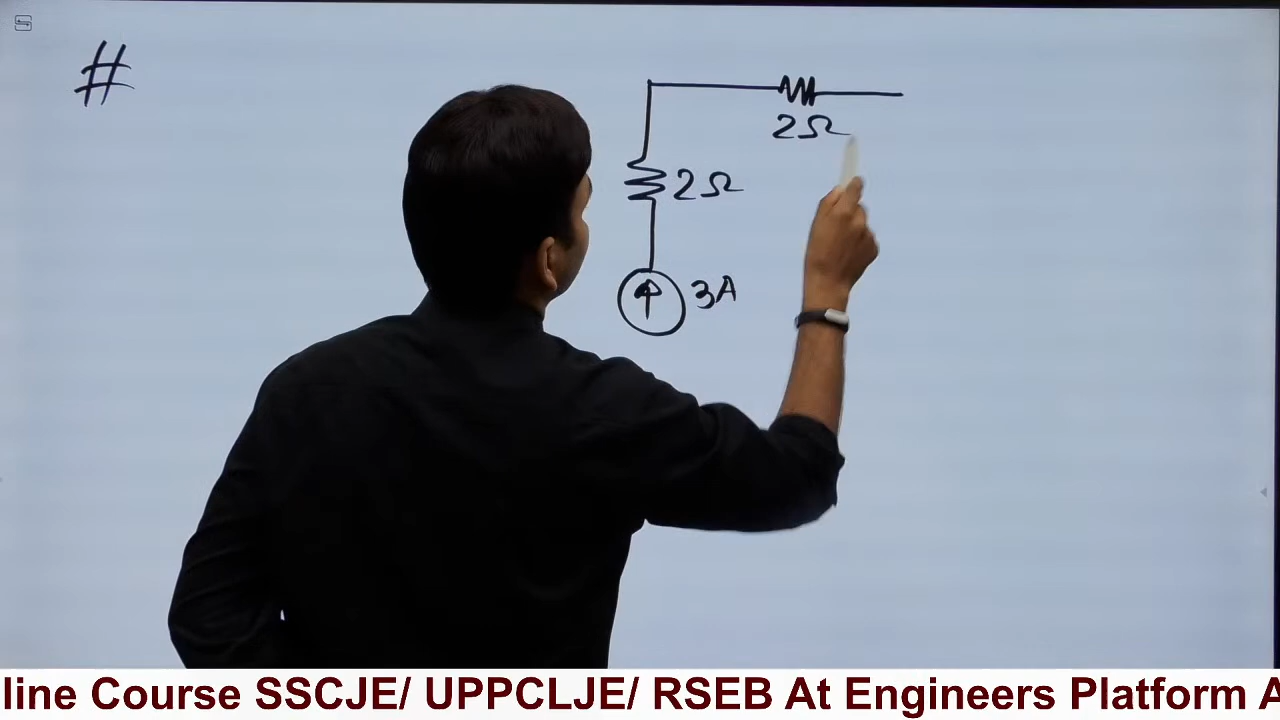 #
2Ω
2Ω
3A
line Course SSCJE/ UPPCLJE/ RSEB At Engineers Platform A